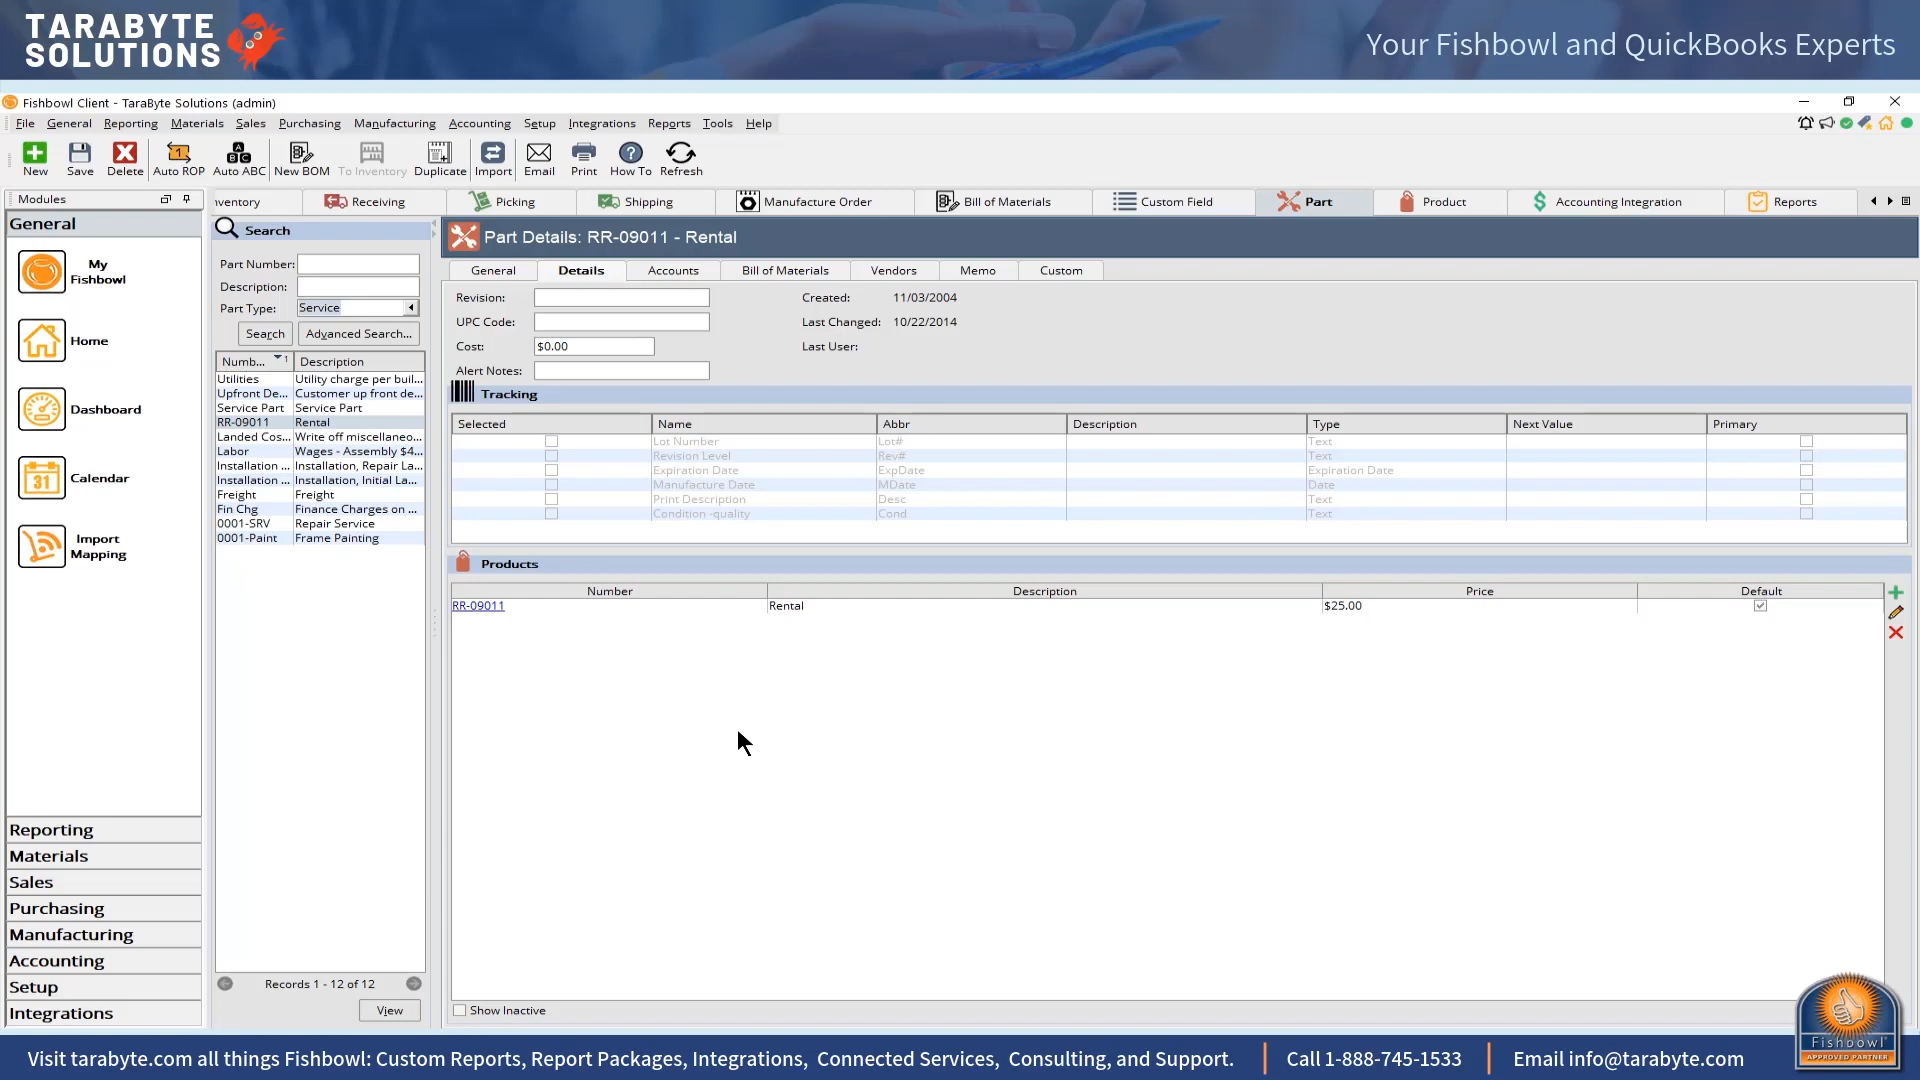 TARABYTE
SOLUTIONS
Your Fishbowl and QuickBooks Experts
Fishbowl Client - TaraByte Solutions (admin)
File General Reporting Materials Sales Purchasing Manufacturing Accounting Setup Integrations Reports Tools Help
New Save Delete Auto ROP Auto ABC New BOM To Inventory Duplicate Import Email Print How To Refresh
Modules
nventory Receiving Picking Shipping Manufacture Order Bill of Materials Custom Field Part Product Accounting Integration Reports
General
My
Fishbowl
Home
Dashboard
31
Calendar
Import
Mapping
Reporting
Materials
Sales
Purchasing
Manufacturing
Accounting
Setup
Integrations
Search
Part Number:
Description:
Part Type: Service
Search Advanced Search...
Numb... 1 Description
Utilities Utility charge per buil...
Upfront De... Customer up front de...
Service Part Service Part
RR-09011 Rental
Landed Cos... Write off miscellaneo...
Labor Wages - Assembly $4...
Installation ... Installation, Repair La...
Installation ... Installation, Initial La...
Freight Freight
Fin Chg Finance Charges on ...
0001-SRV Repair Service
0001-Paint Frame Painting
Records 1 - 12 of 12
View
Part Details: RR-09011 - Rental
General Details Accounts Bill of Materials Vendors Memo Custom
Revision: Created: 11/03/2004
UPC Code: Last Changed: 10/22/2014
Cost: $0.00 Last User:
Alert Notes:
Tracking
Selected Name Abbr Description Type Next Value Primary
Lot Number Lot# Text
Revision Level Rev# Text
Expiration Date ExpDate Expiration Date
Manufacture Date MDate Date
Print Description Desc Text
Condition -quality Cond Text
Products
Number Description Price Default
RR-09011 Rental $25.00
Show Inactive
Fishbowl
APPROVED PARTNER
Visit tarabyte.com all things Fishbowl: Custom Reports, Report Packages, Integrations, Connected Services, Consulting, and Support. Call 1-888-745-1533 Email info@tarabyte.com